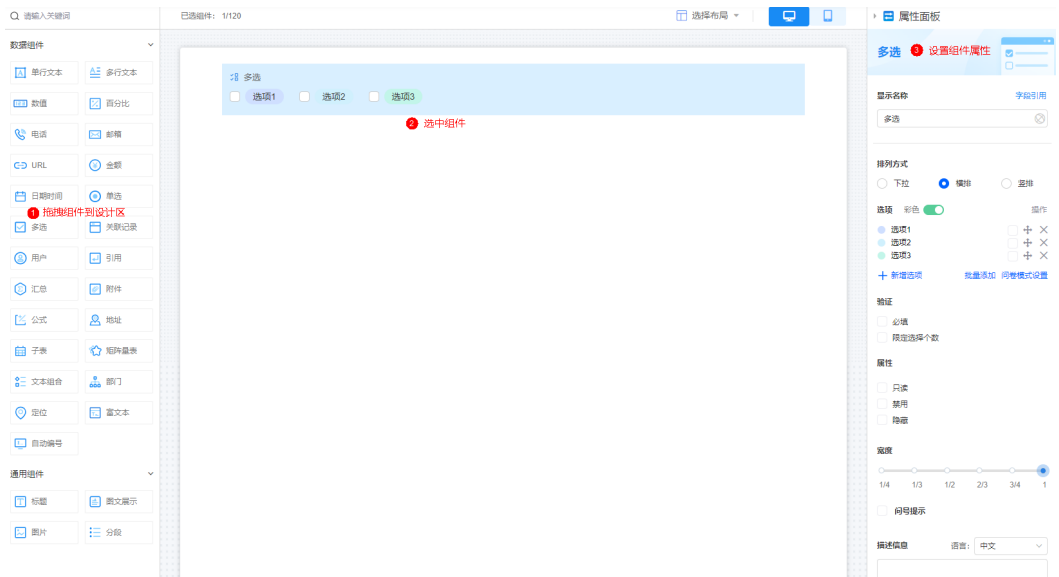 请输入关键词
数据组件
单行文本
多行文本
数值
百分比
电话
邮箱
URL
金额
日期时间
单选
1 拖拽组件到设计区
多选
关联记录
用户
引用
汇总
附件
公式
地址
子表
矩阵量表
文本组合
部门
定位
富文本
自动编号
通用组件
标题
图文展示
图片
分段
已选组件: 1/120
选择布局
多选
选项1 选项2 选项3
2 选中组件
属性面板
多选 3 设置组件属性
显示名称 字段引用
多选
排列方式
下拉 横排 竖排
选项 彩色 操作
选项1
选项2
选项3
新增选项 批量添加 问卷模式设置
验证
必填
限定选择个数
属性
只读
禁用
隐藏
宽度
1/4 1/3 1/2 2/3 3/4 1
问号提示
描述信息 语言: 中文